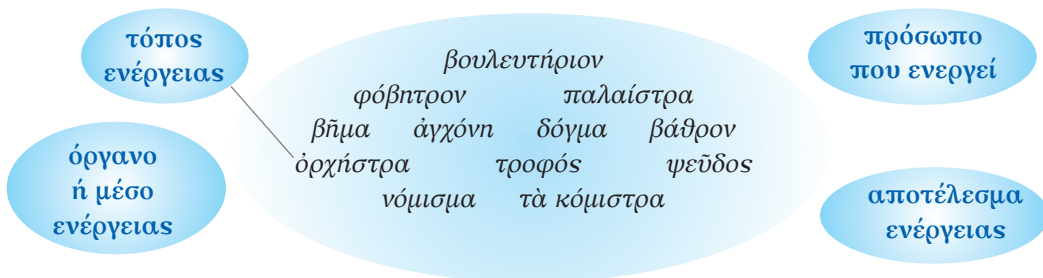 τόπος
ενέργειας
όργανο
ή μέσο
ενέργειας
βουλευτήριον
φόβητρον παλαίστρα
βῆμα ἀγχόνη δόγμα βάθρον
ὀρχήστρα τροφός ψεῦδος
νόμισμα τὰ κόμιστρα
πρόσωπο
που ενεργεί
αποτέλεσμα
ενέργειας